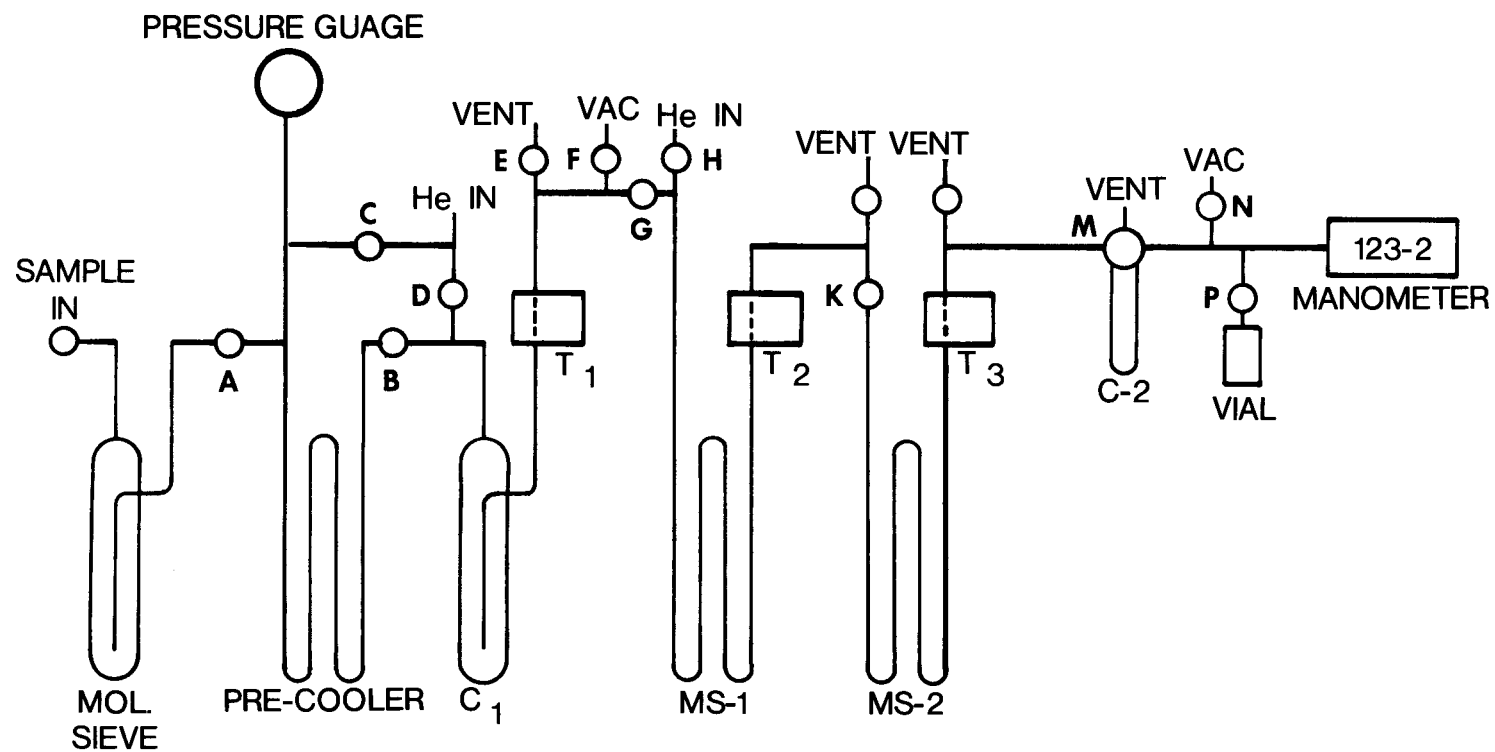 PRESSURE GUAGE
VENT
VAC
He IN
E
F
H
G
VENT
VENT
VAC
VENT
N
M
He IN
C
SAMPLE
IN
D
K
P
123-2
MANOMETER
A
B
T 1
T 2
T 3
C-2
VIAL
MOL.
SIEVE
PRE-COOLER
C 1
MS-1
MS-2